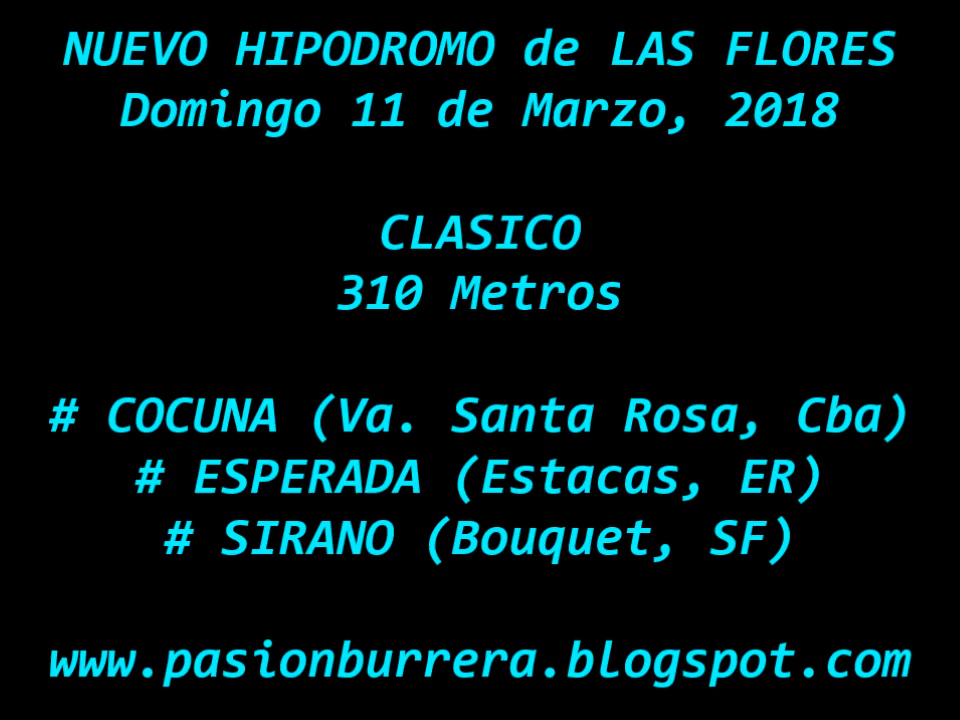 NUEVO HIPODROMO de LAS FLORES
Domingo 11 de Marzo, 2018
CLASICO
310 Metros
# COCUNA (Va. Santa Rosa, Cba)
# ESPERADA (Estacas, ER)
# SIRANO (Bouquet, SF)
www.pasionburrera.blogspot.com